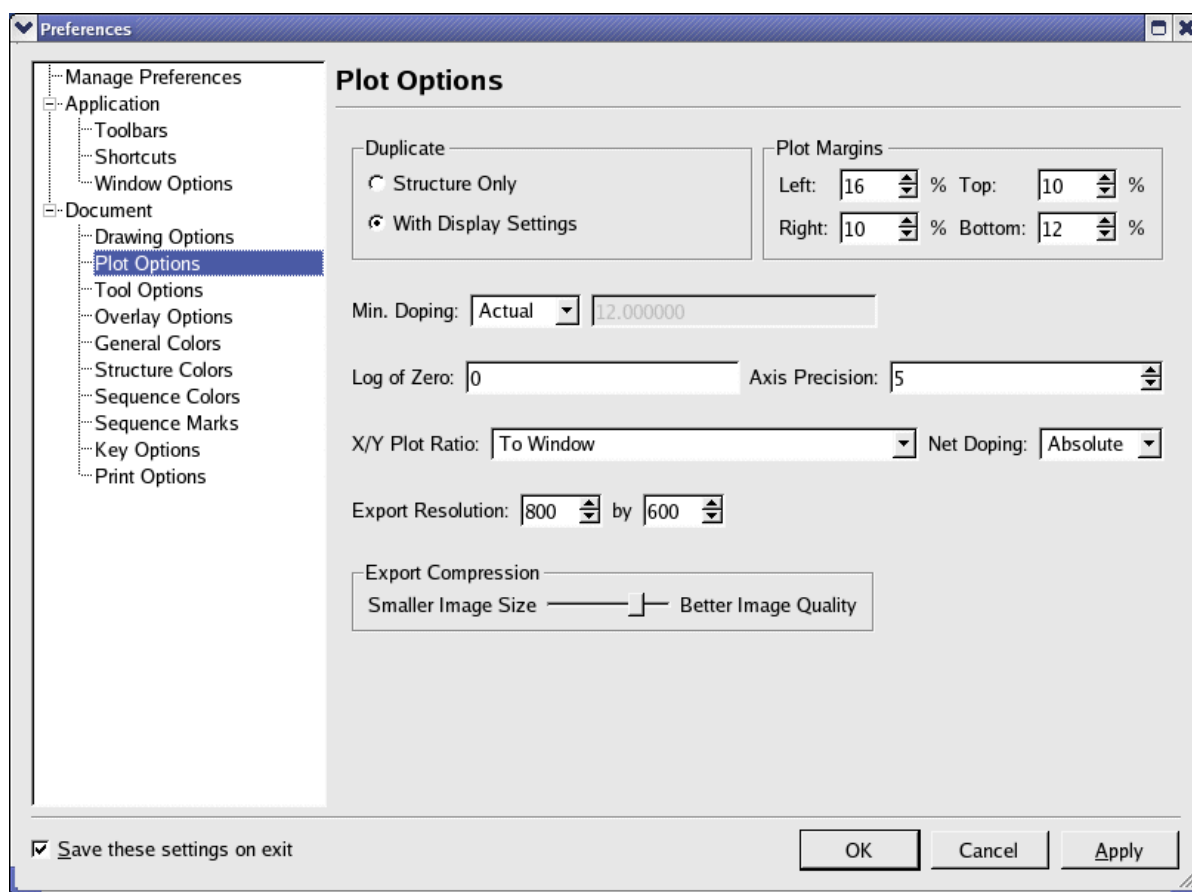 Preferences
Manage Preferences
Application
Toolbars
Shortcuts
Window Options
Document
Drawing Options
Plot Options
Tool Options
Overlay Options
General Colors
Structure Colors
Sequence Colors
Sequence Marks
Key Options
Print Options
Plot Options
Duplicate
Structure Only
With Display Settings
Plot Margins
Left: 16 % Top: 10 %
Right: 10 % Bottom: 12 %
Min. Doping: Actual 12.000000
Log of Zero: 0 Axis Precision: 5
X/Y Plot Ratio: To Window Net Doping: Absolute
Export Resolution: 800 by 600
Export Compression
Smaller Image Size Better Image Quality
Save these settings on exit OK Cancel Apply